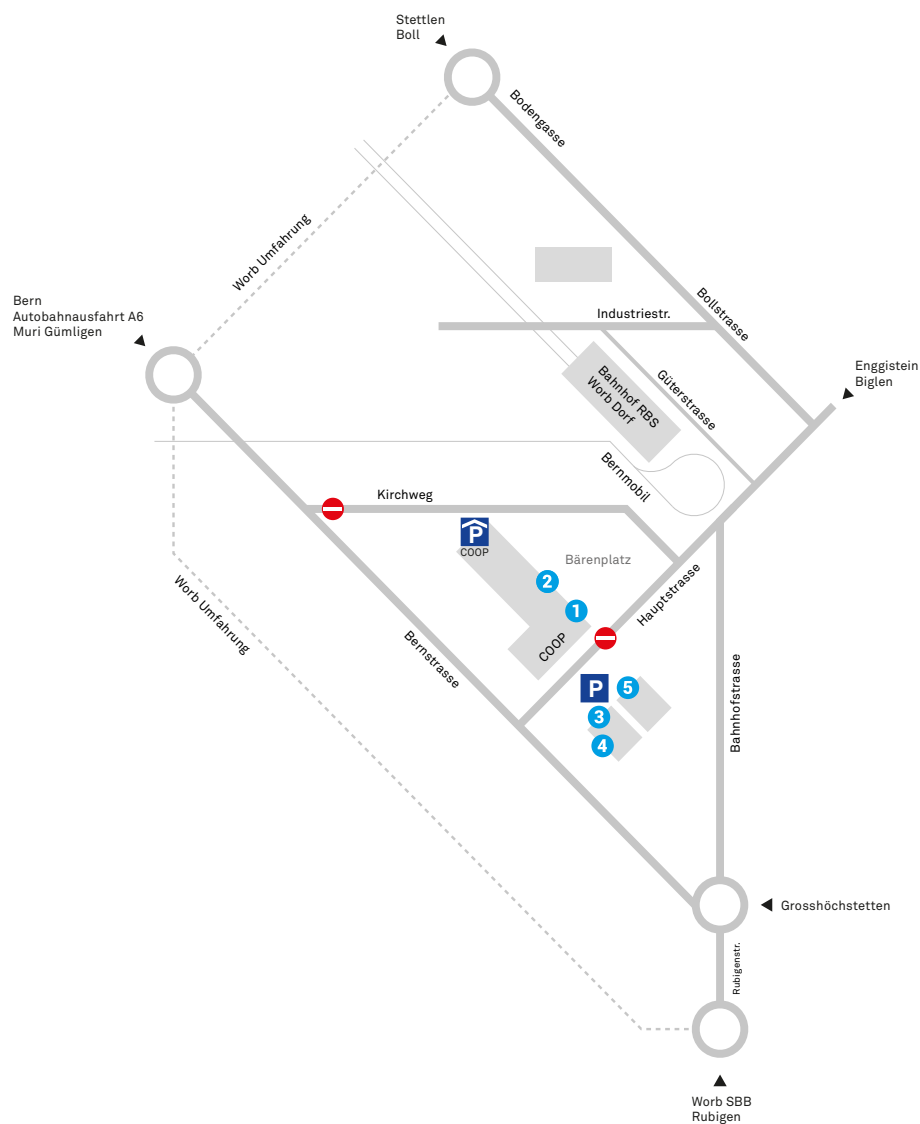 Stettlen
Boll
Bodengasse
Worb Umfahrung
Bern
Autobahnausfahrt A6
Muri Gümligen
Industriestr.
Bollstrasse
Enggistein
Biglen
Bahnhof RBS
Worb Dorf
Güterstrasse
Bernmobil
Kirchweg
P
COOP
Bärenplatz
2
1
Hauptstrasse
COOP
Worb Umfahrung
Bernstrasse
P
5
3
4
Bahnhofstrasse
Grosshöchstetten
Rubigenstr.
Worb SBB
Rubigen